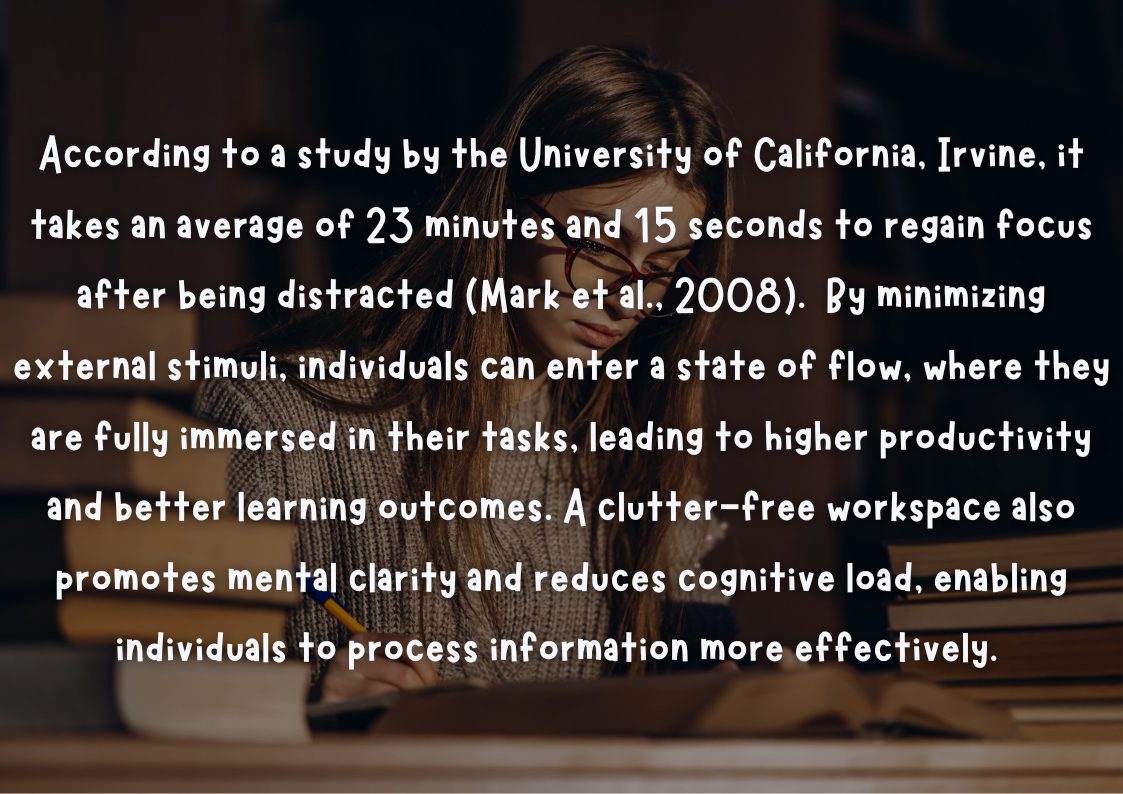 According to a study by the University of California, Irvine, it
takes an average of 23 minutes and 15 seconds to regain focus
after being distracted (Mark et al., 2008). By minimizing
external stimuli, individuals can enter a state of flow, where they
are fully immersed in their tasks, leading to higher productivity
and better learning outcomes. A clutter-free workspace also
promotes mental clarity and reduces cognitive load, enabling
individuals to process information more effectively.